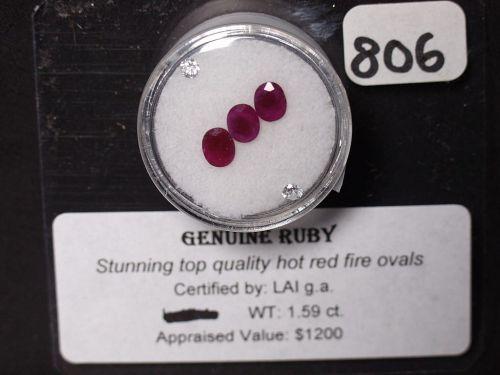 806
GENUINE RUBY
Stunning top quality hot red fire ovals
Certified by: LAI g.a.
WT: 1.59 ct.
Appraised Value: $1200